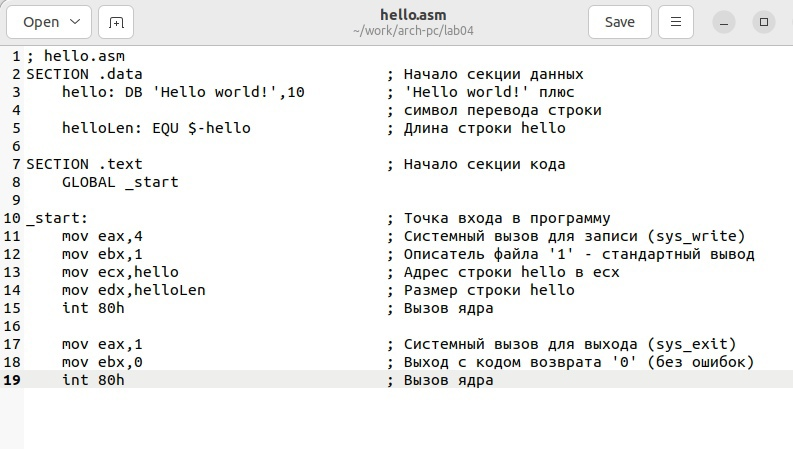 Open
hello.asm
~/work/arch-pc/lab04
Save
1 ; hello.asm
2 SECTION .data ; Начало секции данных
3 hello: DB 'Hello world!',10 ; 'Hello world!' плюс
4 ; символ перевода строки
5 helloLen: EQU $-hello ; Длина строки hello
6
7 SECTION .text ; Начало секции кода
8 GLOBAL _start
9
10 _start: ; Точка входа в программу
11 mov eax,4 ; Системный вызов для записи (sys_write)
12 mov ebx,1 ; Описатель файла '1' - стандартный вывод
13 mov ecx,hello ; Адрес строки hello в ecx
14 mov edx,helloLen ; Размер строки hello
15 int 80h ; Вызов ядра
16
17 mov eax,1 ; Системный вызов для выхода (sys_exit)
18 mov ebx,0 ; Выход с кодом возврата '0' (без ошибок)
19 int 80h ; Вызов ядра